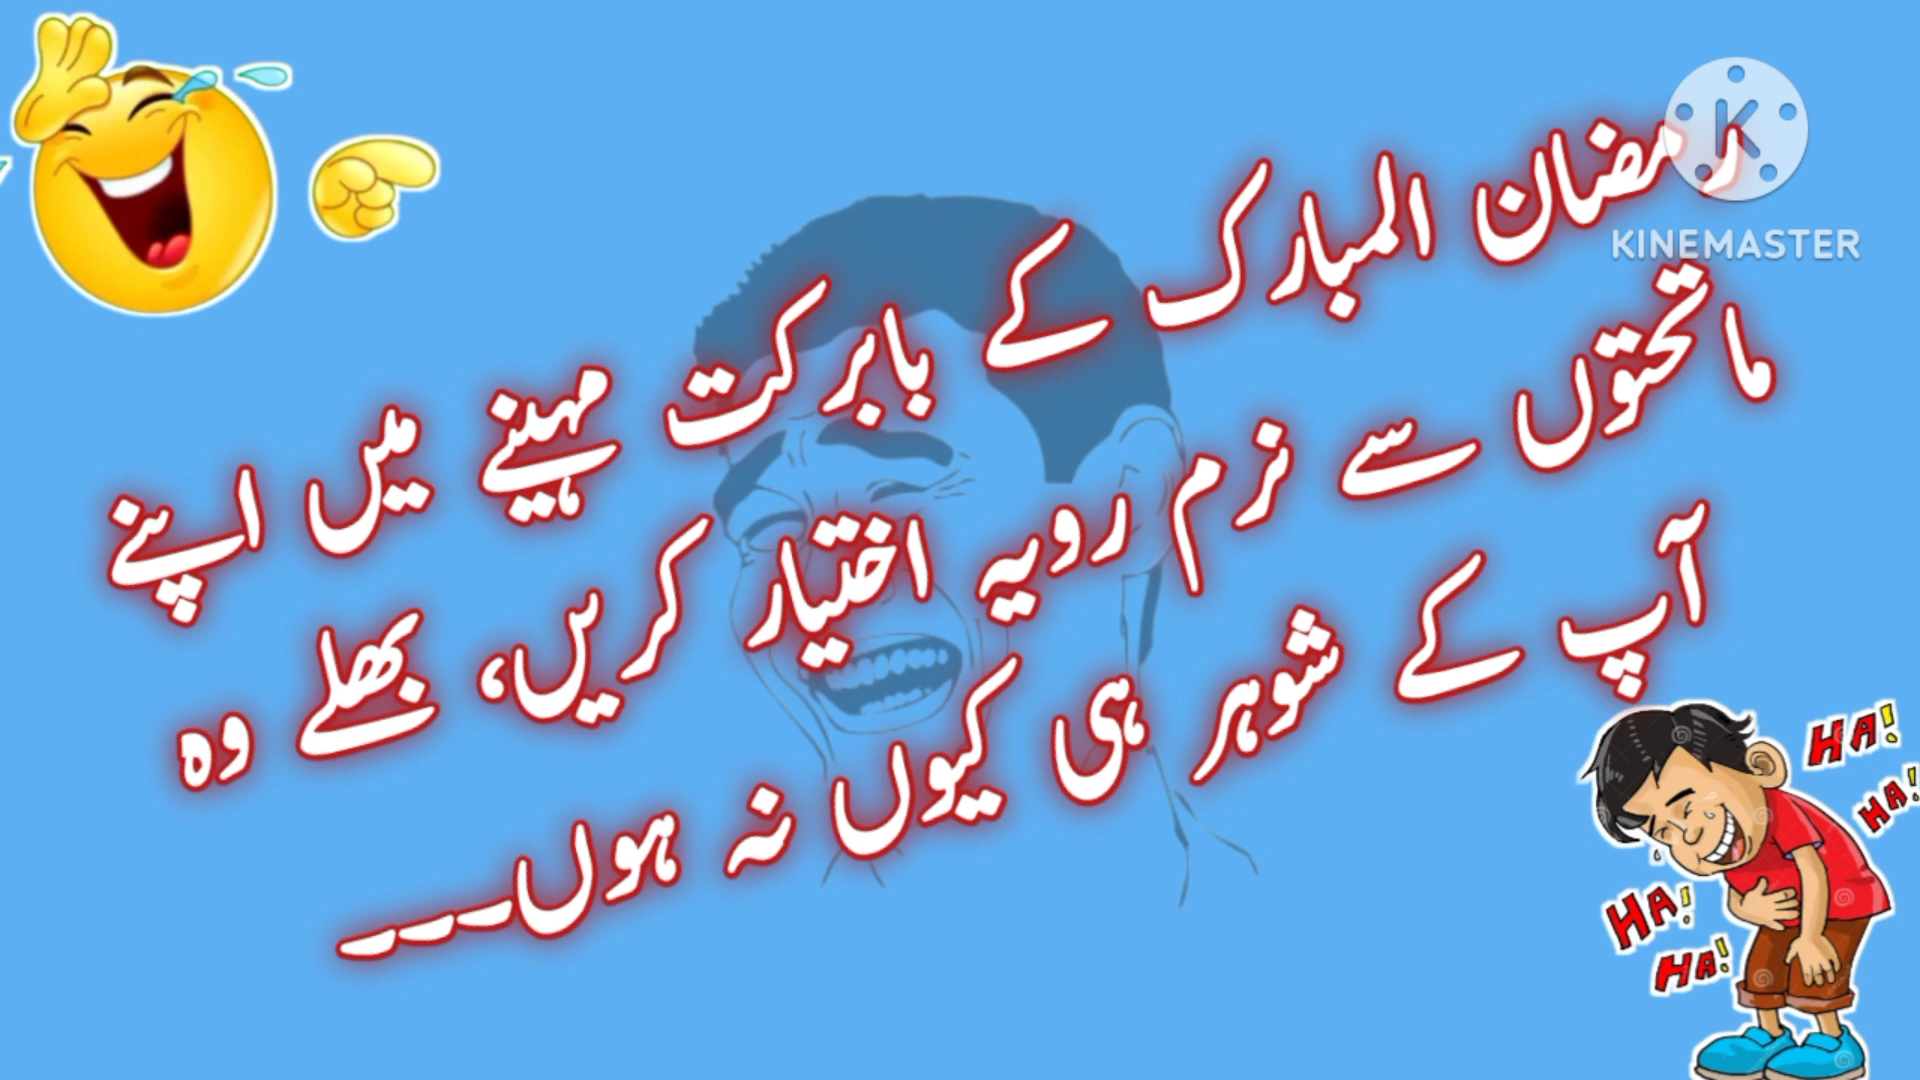 رمضان المبارک کے بابرکت مہینے میں اپنے
ماتحتوں سے نرم رویہ اختیار کریں، بھلے وہ
آپ کے شوہر ہی کیوں نہ ہوں۔۔۔
KINEMASTER
HA!
HA!
HA!
HA!